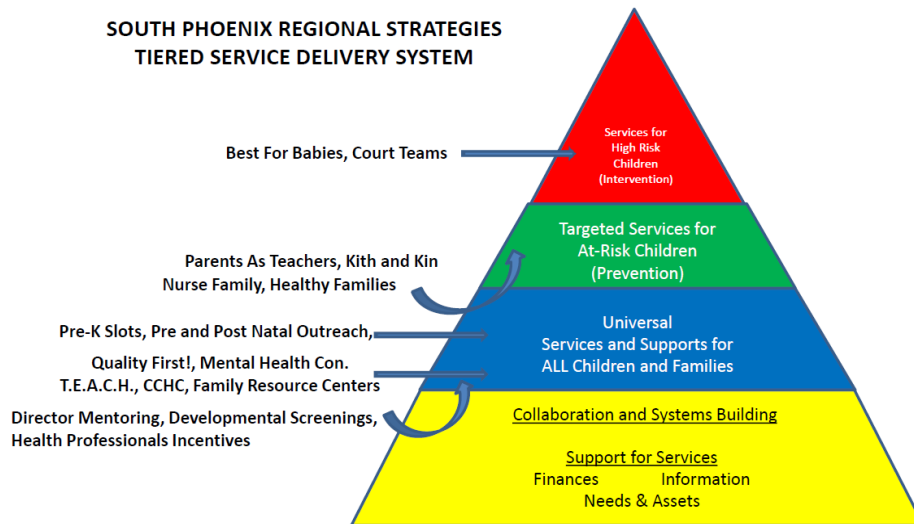 SOUTH PHOENIX REGIONAL STRATEGIES
TIERED SERVICE DELIVERY SYSTEM
Best For Babies, Court Teams
Services for
High Risk
Children
(Intervention)
Parents As Teachers, Kith and Kin
Nurse Family, Healthy Families
Targeted Services for
At-Risk Children
(Prevention)
Pre-K Slots, Pre and Post Natal Outreach,
Quality First!, Mental Health Con.
T.E.A.C.H., CCHC, Family Resource Centers
Director Mentoring, Developmental Screenings,
Health Professionals Incentives
Universal
Services and Supports for
ALL Children and Families
Collaboration and Systems Building
Support for Services
Finances Information
Needs & Assets